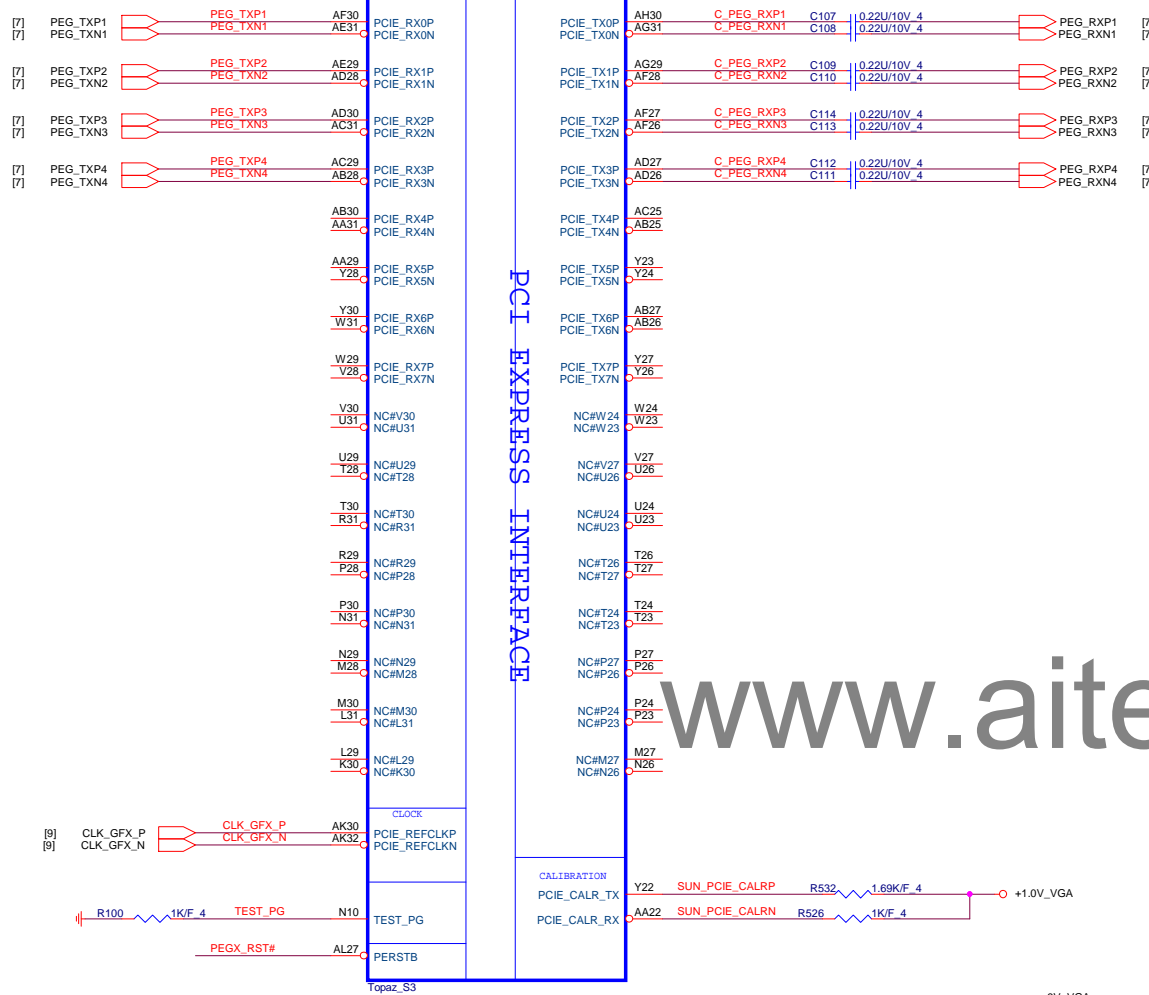 [7] PEG_TXP1 PEG_TXP1 AF30 PCIE_RX0P PCIE_TX0P AH30 C_PEG_RXP1 C107 0.22U/10V_4 PEG_RXP1 [7
[7] PEG_TXN1 PEG_TXN1 AE31 PCIE_RX0N PCIE_TX0N AG31 C_PEG_RXN1 C108 0.22U/10V_4 PEG_RXN1 [7
[7] PEG_TXP2 PEG_TXP2 AE29 PCIE_RX1P PCIE_TX1P AG29 C_PEG_RXP2 C109 0.22U/10V_4 PEG_RXP2 [7
[7] PEG_TXN2 PEG_TXN2 AD28 PCIE_RX1N PCIE_TX1N AF28 C_PEG_RXN2 C110 0.22U/10V_4 PEG_RXN2 [7
[7] PEG_TXP3 PEG_TXP3 AD30 PCIE_RX2P PCIE_TX2P AF27 C_PEG_RXP3 C114 0.22U/10V_4 PEG_RXP3 [7
[7] PEG_TXN3 PEG_TXN3 AC31 PCIE_RX2N PCIE_TX2N AF26 C_PEG_RXN3 C113 0.22U/10V_4 PEG_RXN3 [7
[7] PEG_TXP4 PEG_TXP4 AC29 PCIE_RX3P PCIE_TX3P AD27 C_PEG_RXP4 C112 0.22U/10V_4 PEG_RXP4 [7
[7] PEG_TXN4 PEG_TXN4 AB28 PCIE_RX3N PCIE_TX3N AD26 C_PEG_RXN4 C111 0.22U/10V_4 PEG_RXN4 [7
AB30 PCIE_RX4P PCIE_TX4P AC25
AA31 PCIE_RX4N PCIE_TX4N AB25
AA29 PCIE_RX5P PCIE_TX5P Y23
Y28 PCIE_RX5N PCIE_TX5N Y24
Y30 PCIE_RX6P PCIE_TX6P AB27
W31 PCIE_RX6N PCIE_TX6N AB26
W29 PCIE_RX7P PCIE_TX7P Y27
V28 PCIE_RX7N PCIE_TX7N Y26
PCI EXPRESS INTERFACE
V30 NC#V30 NC#W24 W24
U31 NC#U31 NC#W23 W23
U29 NC#U29 NC#V27 V27
T28 NC#T28 NC#U26 U26
T30 NC#T30 NC#U24 U24
R31 NC#R31 NC#U23 U23
R29 NC#R29 NC#T26 T26
P28 NC#P28 NC#T27 T27
P30 NC#P30 NC#T24 T24
N31 NC#N31 NC#T23 T23
N29 NC#N29 NC#P27 P27
M28 NC#M28 NC#P26 P26
M30 NC#M30 NC#P24 P24
L31 NC#L31 NC#P23 P23
L29 NC#L29 NC#M27 M27
K30 NC#K30 NC#N26 N26
www.aite
CLOCK
[9] CLK_GFX_P CLK_GFX_P AK30 PCIE_REFCLKP
[9] CLK_GFX_N CLK_GFX_N AK32 PCIE_REFCLKN
CALIBRATION
PCIE_CALR_TX Y22 SUN_PCIE_CALRP R532 1.69K/F_4 +1.0V_VGA
R100 1K/F_4 TEST_PG N10 TEST_PG PCIE_CALR_RX AA22 SUN_PCIE_CALRN R526 1K/F_4
PEGX_RST# AL27 PERSTB
Topaz_S3